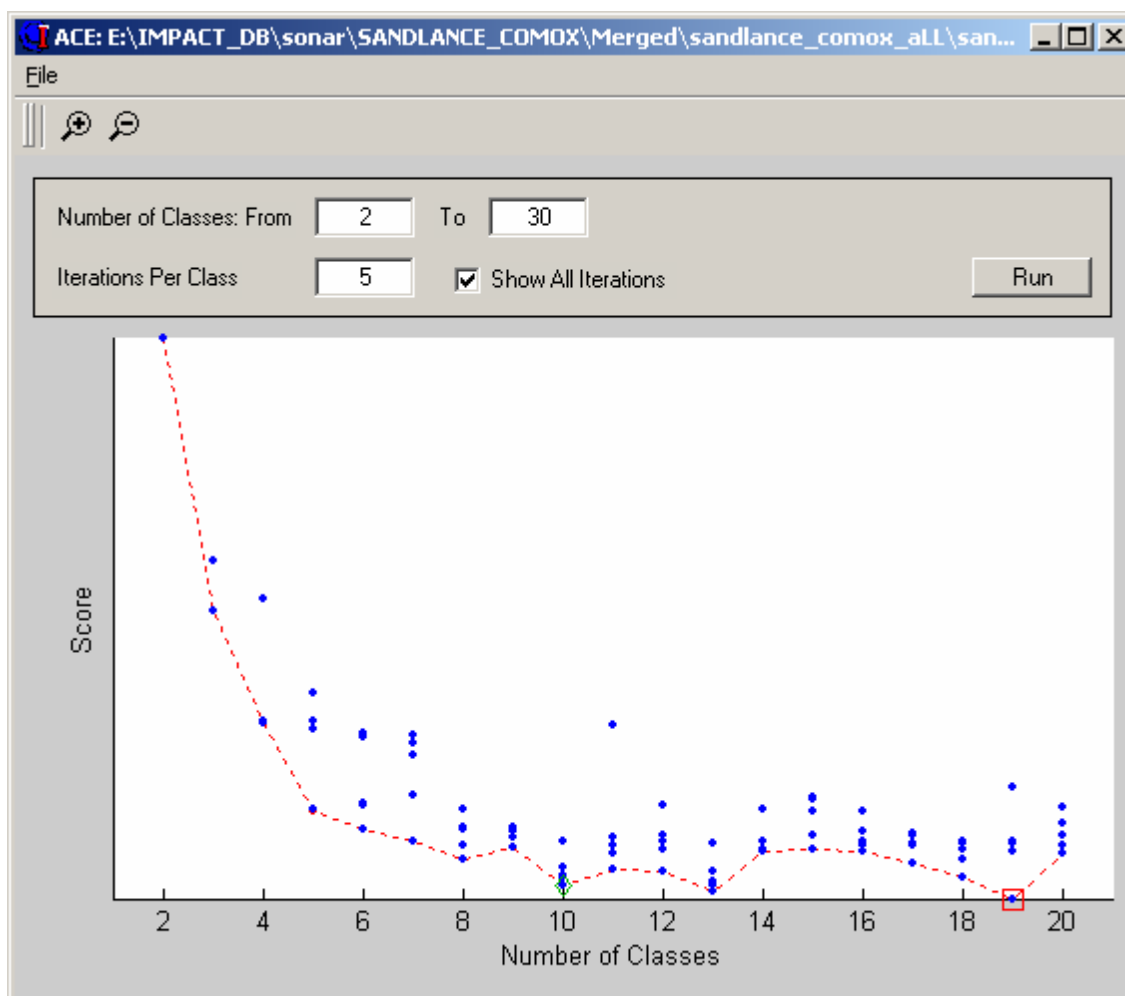 ACE: E:\IMPACT_DB\sonar\SANDLANCE_COMOX\Merged\sandlance_comox_aLL\san...
File
Number of Classes: From 2 To 30
Iterations Per Class 5 Show All Iterations Run
Score
2 4 6 8 10 12 14 16 18 20
Number of Classes